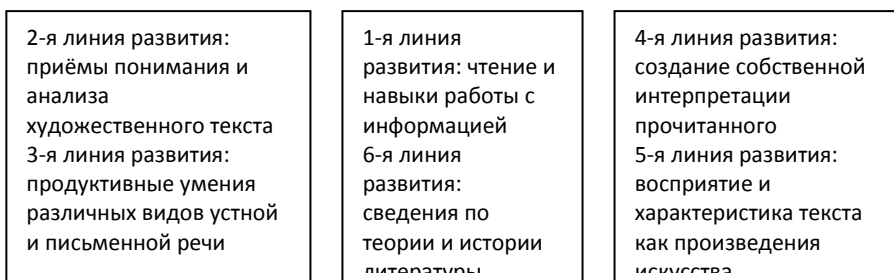 2-я линия развития:
приёмы понимания и
анализа
художественного текста
3-я линия развития:
продуктивные умения
различных видов устной
и письменной речи
1-я линия
развития: чтение и
навыки работы с
информацией
6-я линия
развития:
сведения по
теории и истории
литературы
4-я линия развития:
создание собственной
интерпретации
прочитанного
5-я линия развития:
восприятие и
характеристика текста
как произведения
искусства